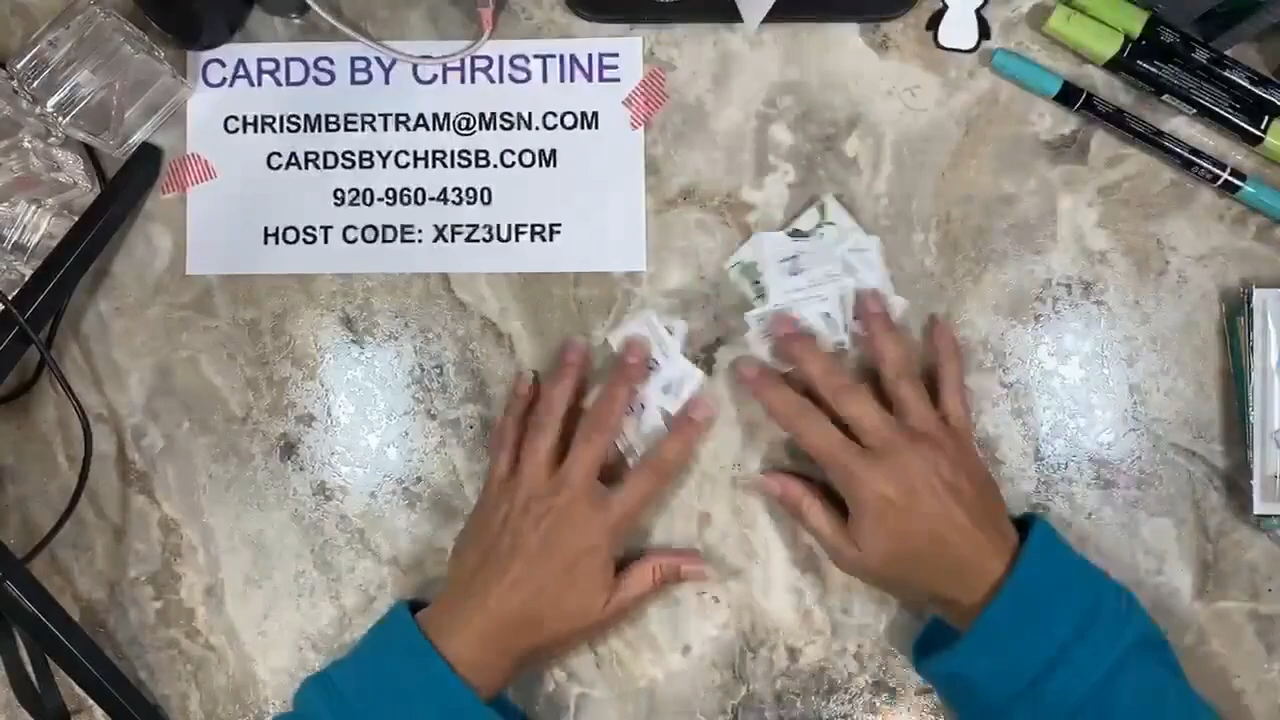 CARDS BY CHRISTINE
CHRISMBERTRAM@MSN.COM
CARDSBYCHRISB.COM
920-960-4390
HOST CODE: XFZ3UFRF